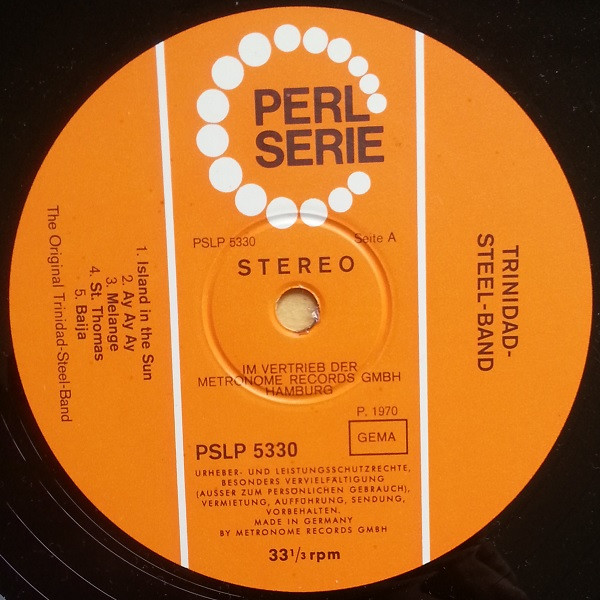 PERL
SERIE
PSLP 5330
Seite A
STEREO
IM VERTRIEB DER
METRONOME RECORDS GMBH
HAMBURG
P. 1970
GEMA
PSLP 5330
URHEBER- UND LEISTUNGSSCHUTZRECHTE,
BESONDERS VERVIELFÄLTIGUNG
(AUSSER ZUM PERSÖNLICHEN GEBRAUCH),
VERMIETUNG, AUFFÜHRUNG, SENDUNG,
VORBEHALTEN.
MADE IN GERMANY
BY METRONOME RECORDS GMBH
33 1/3 rpm
TRINIDAD-
STEEL-BAND
1. Island in the Sun
2. Ay Ay Ay
3. Melange
4. St. Thomas
5. Baija
The Original Trinidad-Steel-Band